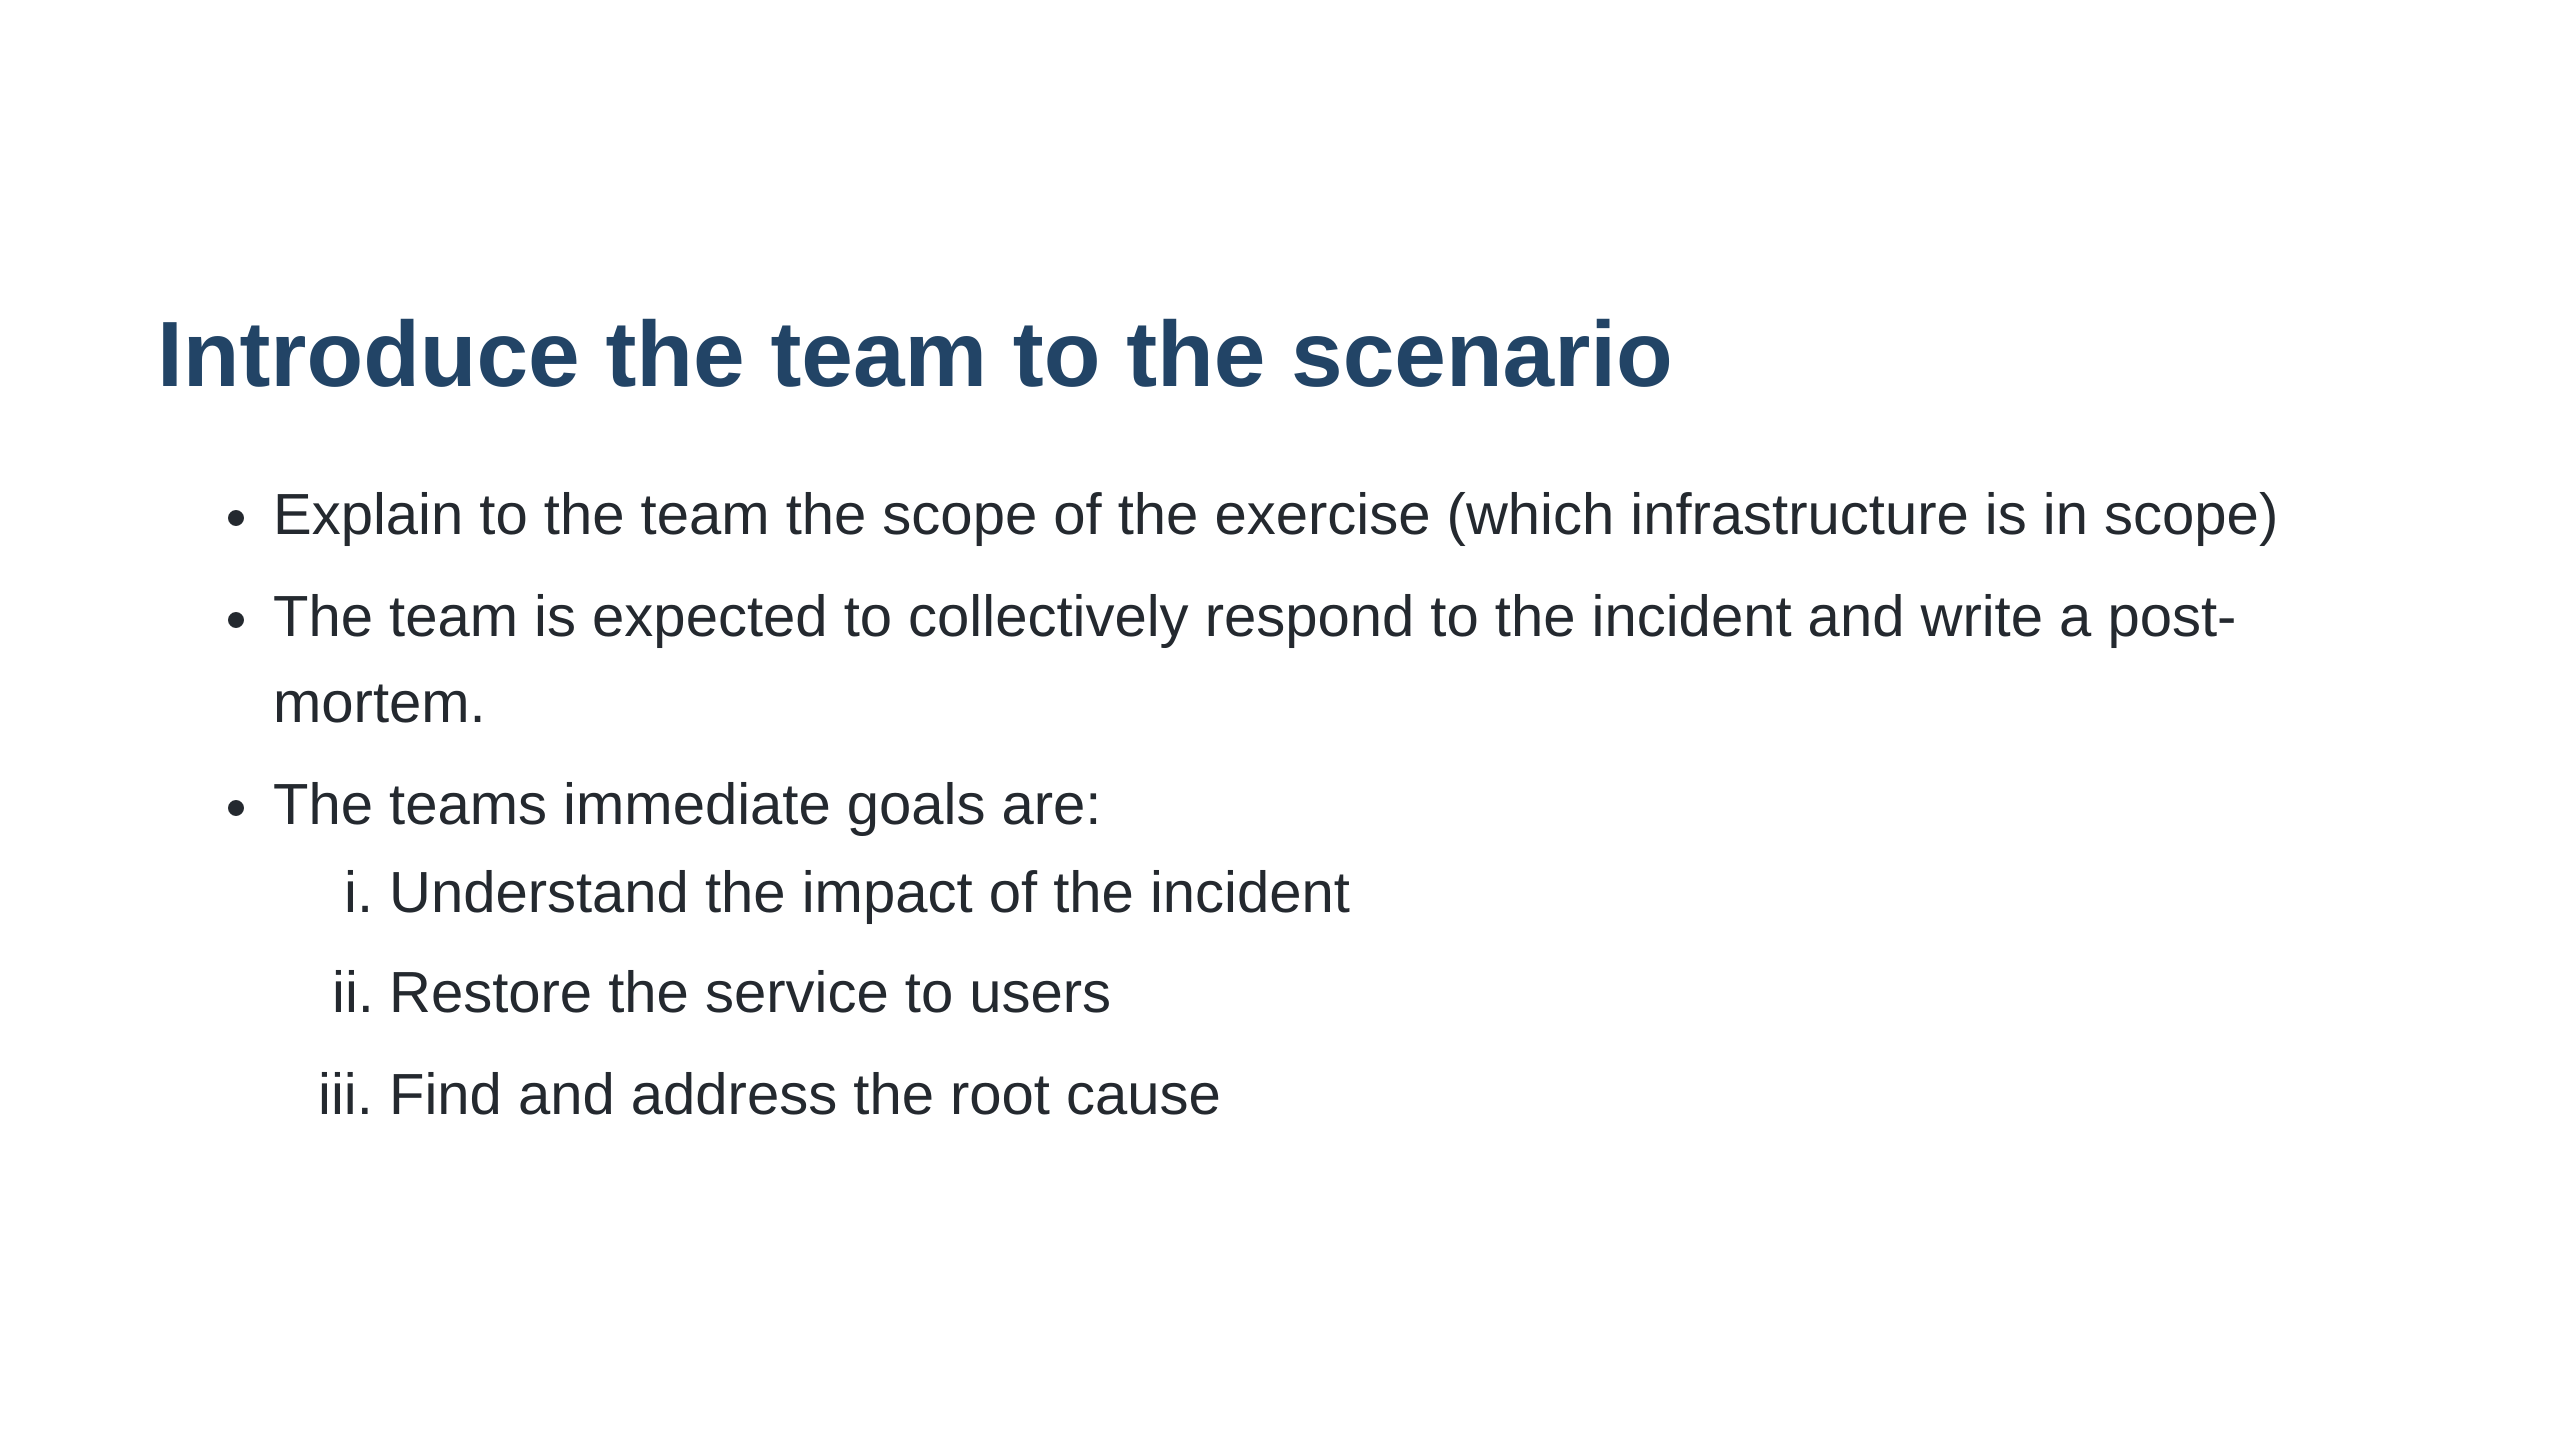 Introduce the team to the scenario
• Explain to the team the scope of the exercise (which infrastructure is in scope)
• The team is expected to collectively respond to the incident and write a post-
mortem.
• The teams immediate goals are:
i. Understand the impact of the incident
ii. Restore the service to users
iii. Find and address the root cause